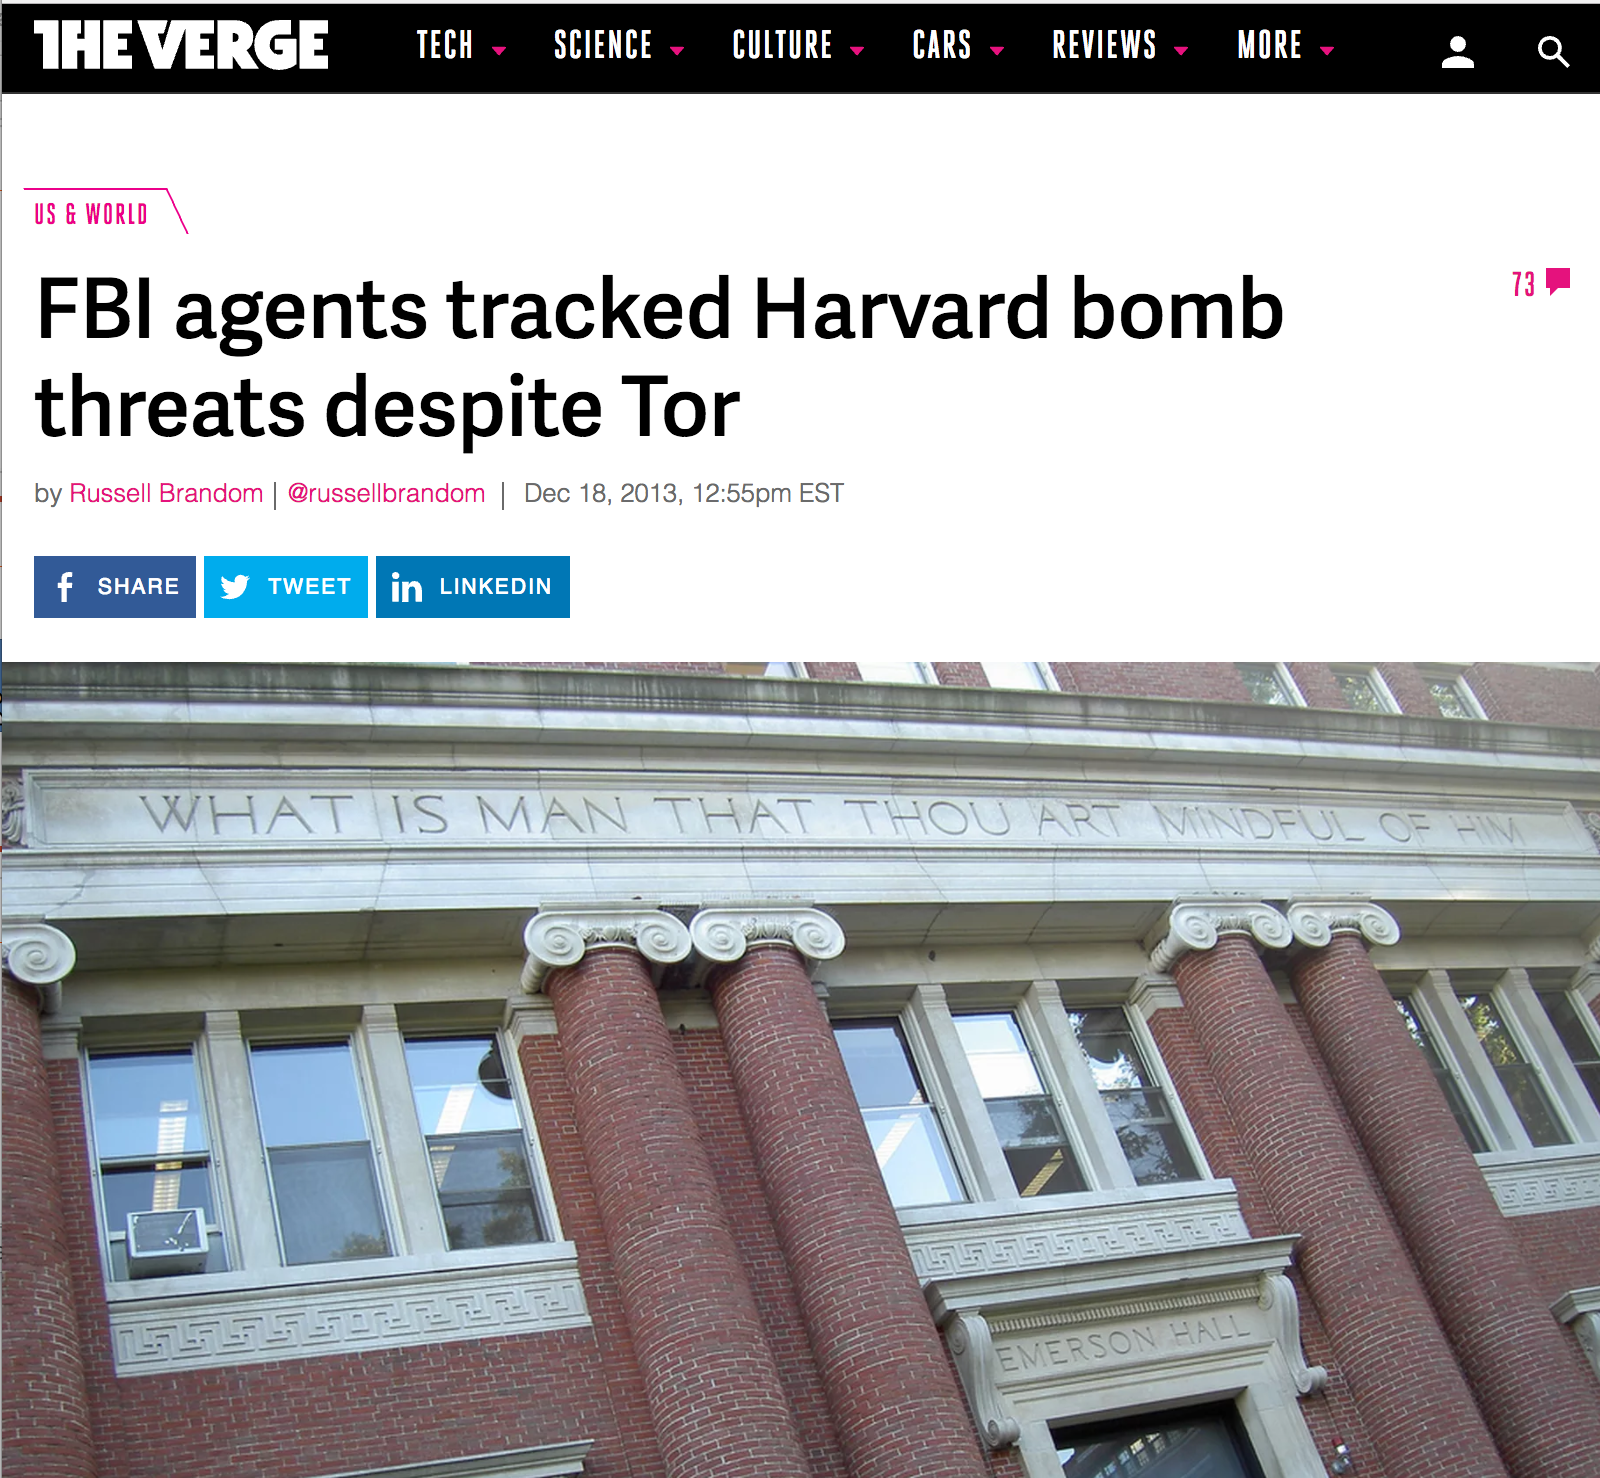 THE VERGE
TECH SCIENCE CULTURE CARS REVIEWS MORE
US & WORLD
FBI agents tracked Harvard bomb
threats despite Tor
73
by Russell Brandom | @russellbrandom | Dec 18, 2013, 12:55pm EST
f SHARE TWEET in LINKEDIN
WHAT IS MAN THAT THOU ART MINDFUL OF HIM
EMERSON HALL